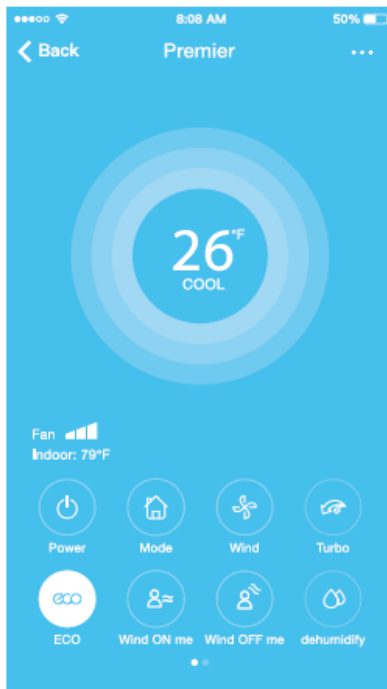 8:08 AM 50%
Back Premier ...
26°F
COOL
Fan
Indoor: 79°F
Power Mode Wind Turbo
eco
ECO Wind ON me Wind OFF me dehumidify